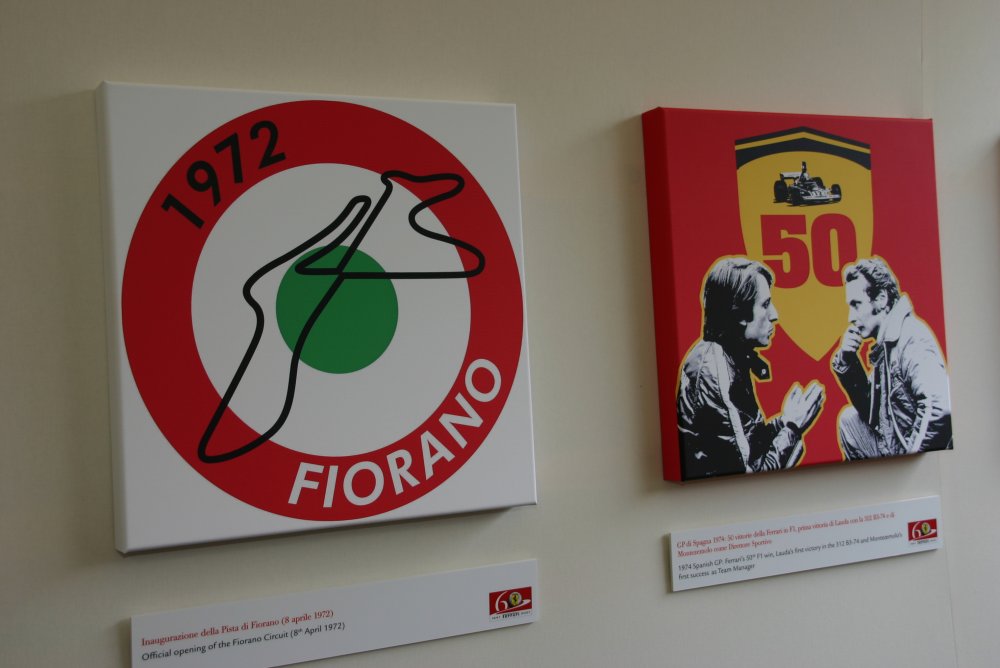 1972
FIORANO
Inaugurazione della Pista di Fiorano (8 aprile 1972)
Official opening of the Fiorano Circuit (8th April 1972)
60
50
GP di Spagna 1974: 50 vittorie della Ferrari in F1, prima vittoria di Lauda con la 312 B3-74 e di
Montezemolo come Direttore Sportivo
1974 Spanish GP. Ferrari's 50th F1 win, Lauda's first victory in the 312 B3-74 and Montezemolo's
first success as Team Manager
60